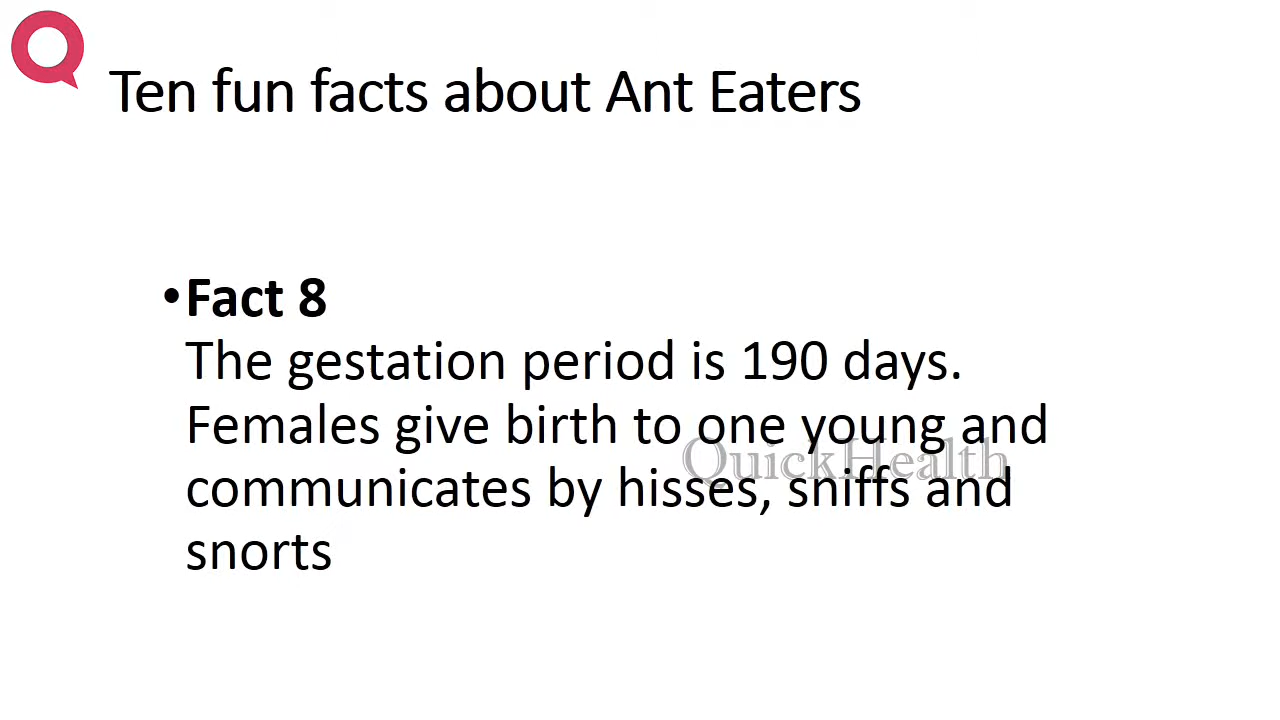 Ten fun facts about Ant Eaters
•Fact 8
The gestation period is 190 days.
Females give birth to one young and
QuickHealth
communicates by hisses, sniffs and
snorts